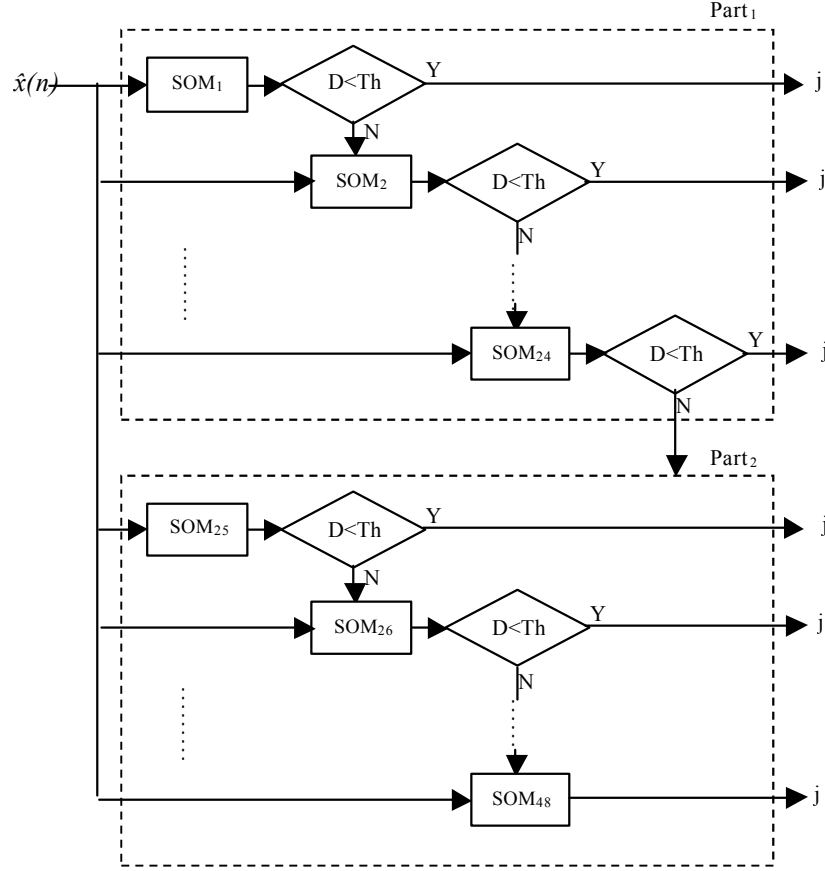 Part₁
x̂(n)
SOM₁
D<Th
Y
j
N
SOM₂
D<Th
Y
j
N
SOM₂₄
D<Th
Y
j
N
Part₂
SOM₂₅
D<Th
Y
j
N
SOM₂₆
D<Th
Y
j
N
SOM₄₈
j